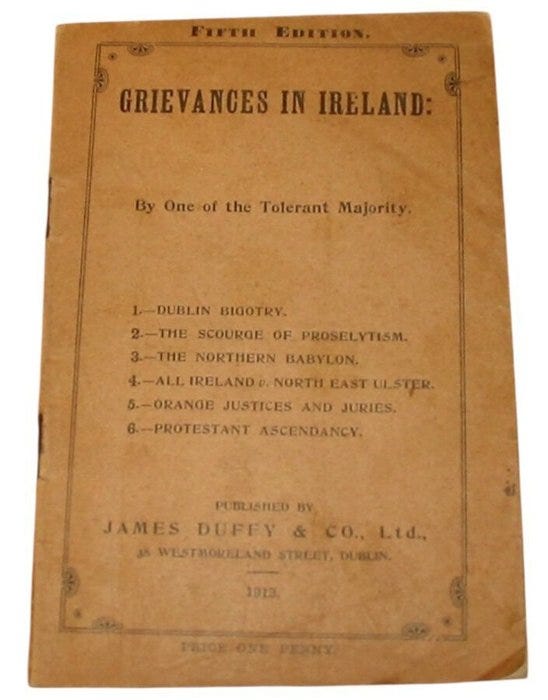 FIFTH EDITION.
GRIEVANCES IN IRELAND:
By One of the Tolerant Majority.
1.—DUBLIN BIGOTRY.
2.—THE SCOURGE OF PROSELYTISM.
3.—THE NORTHERN BABYLON.
4.—ALL IRELAND v. NORTH EAST ULSTER.
5.—ORANGE JUSTICES AND JURIES.
6.—PROTESTANT ASCENDANCY.
PUBLISHED BY
JAMES DUFFY & CO., Ltd.,
38 WESTMORELAND STREET, DUBLIN.
1913.
PRICE ONE PENNY.